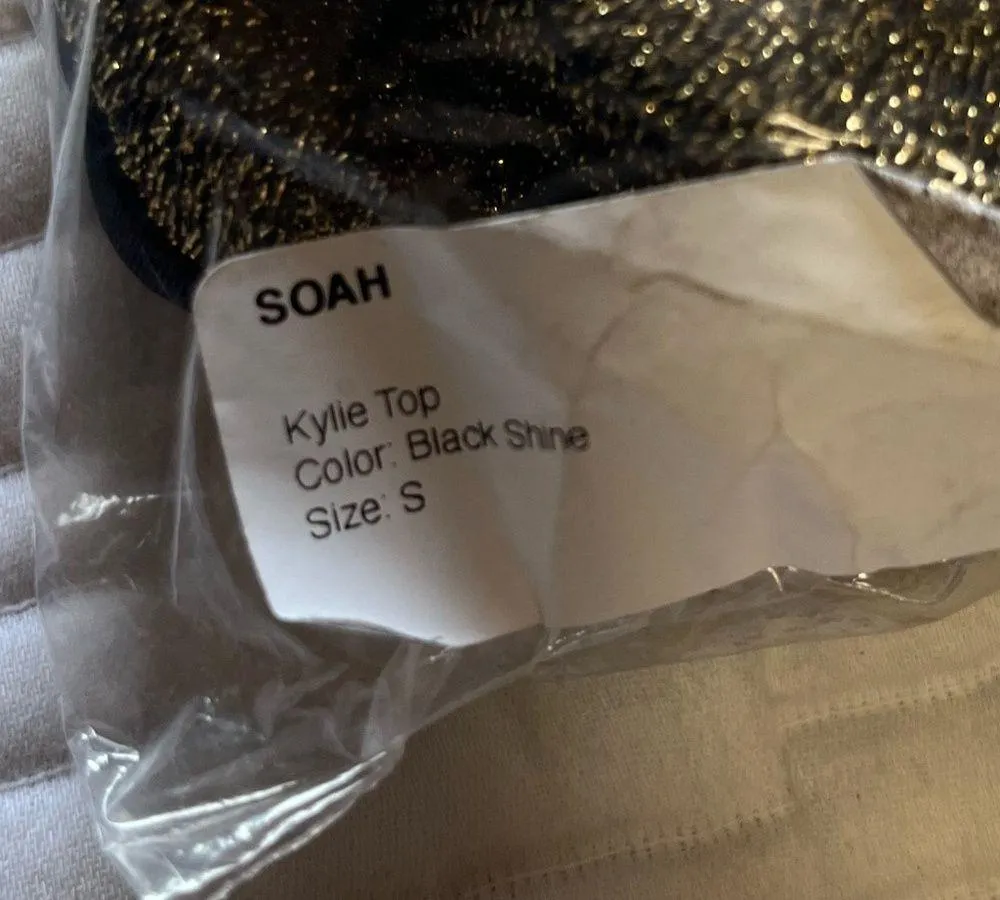 SOAH
Kylie Top
Color: Black Shine
Size: S